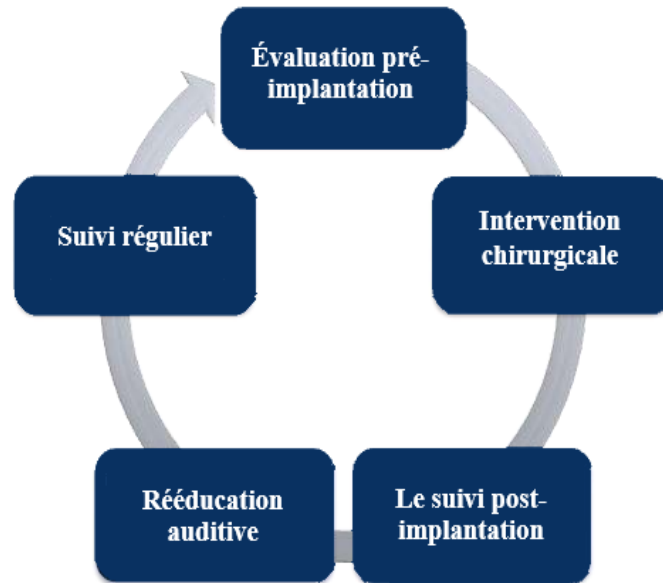 Évaluation pré-
implantation
Intervention
chirurgicale
Le suivi post-
implantation
Rééducation
auditive
Suivi régulier